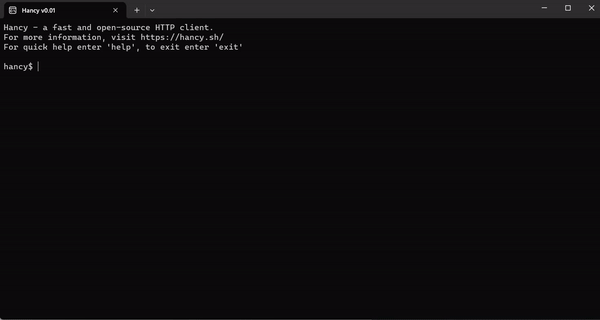 Hancy v0.01
Hancy - a fast and open-source HTTP client.
For more information, visit https://hancy.sh/
For quick help enter 'help', to exit enter 'exit'
hancy$